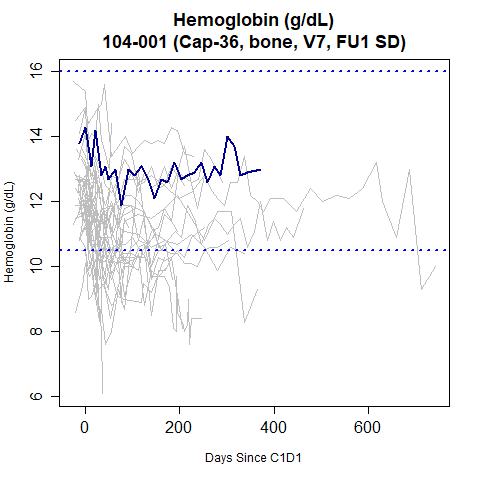 Hemoglobin (g/dL)
104-001 (Cap-36, bone, V7, FU1 SD)
Hemoglobin (g/dL)
16
14
12
10
8
6
0
200
400
600
Days Since C1D1